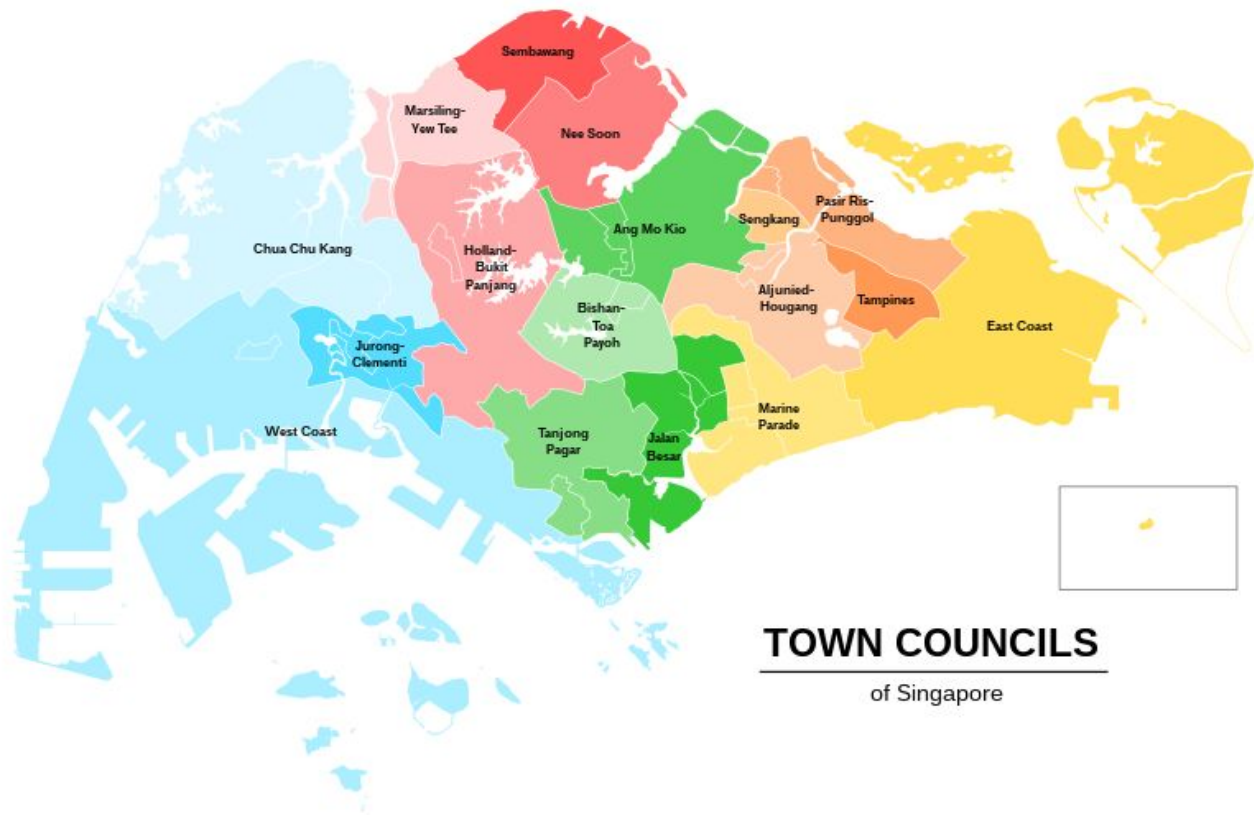 Sembawang
Marsiling-
Yew Tee
Nee Soon
Pasir Ris-
Punggol
Sengkang
Ang Mo Kio
Chua Chu Kang
Holland-
Bukit
Panjang
Aljunied-
Hougang
Tampines
Bishan-
Toa
Payoh
East Coast
Jurong-
Clementi
West Coast
Marine
Parade
Tanjong
Pagar
Jalan
Besar
TOWN COUNCILS
of Singapore